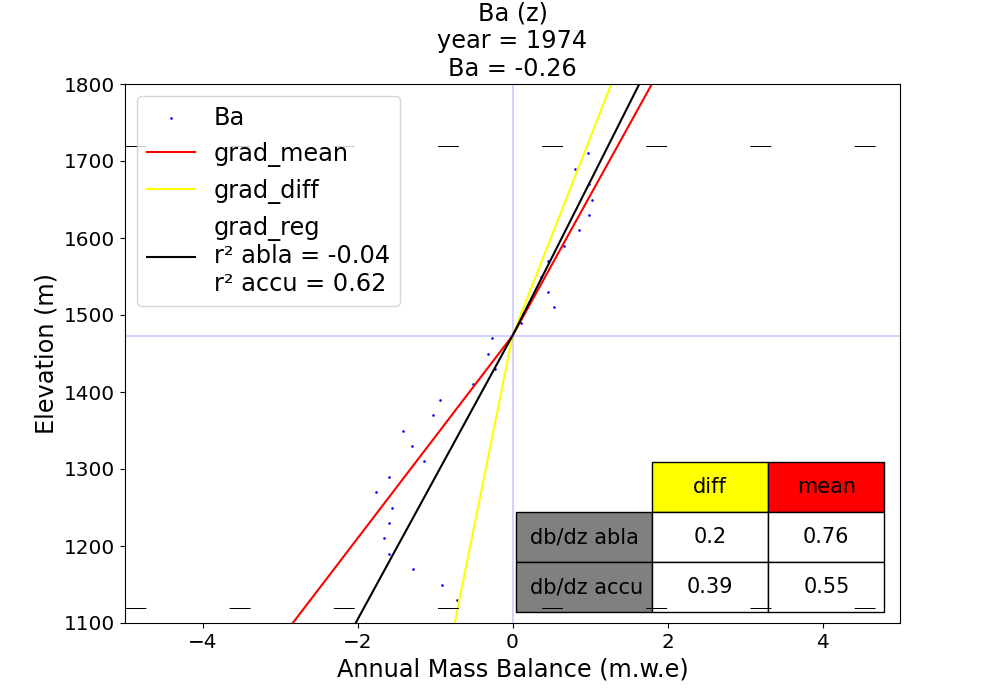 Ba (z)
year = 1974
Ba = -0.26
Ba
grad_mean
grad_diff
grad_reg
r² abla = -0.04
r² accu = 0.62
1800
1700
1600
1500
1400
1300
1200
1100
Elevation (m)
diff mean
db/dz abla 0.2 0.76
db/dz accu 0.39 0.55
−4 −2 0 2 4
Annual Mass Balance (m.w.e)